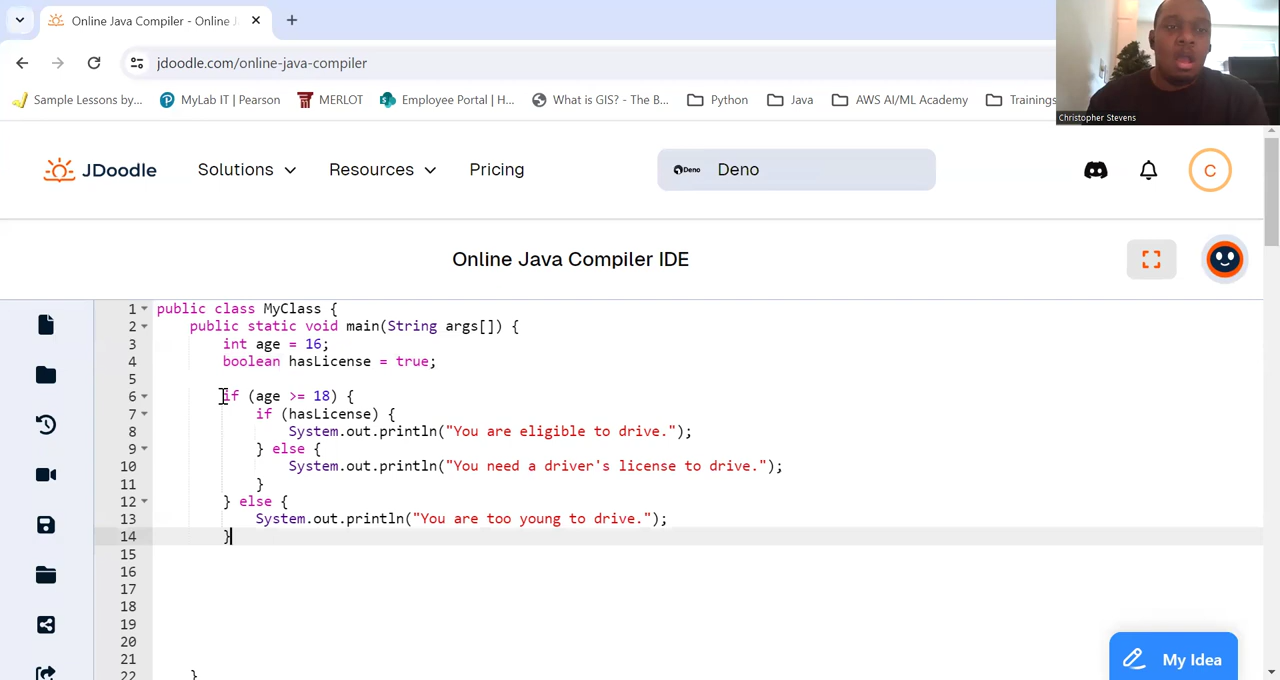 Online Java Compiler - Online J
jdoodle.com/online-java-compiler
Sample Lessons by...
MyLab IT | Pearson
MERLOT
Employee Portal | H...
What is GIS? - The B...
Python
Java
AWS AI/ML Academy
Trainings
Christopher Stevens
JDoodle
Solutions
Resources
Pricing
Deno
Deno
C
Online Java Compiler IDE
1 public class MyClass {
2 public static void main(String args[]) {
3 int age = 16;
4 boolean hasLicense = true;
5
6 if (age >= 18) {
7 if (hasLicense) {
8 System.out.println("You are eligible to drive.");
9 } else {
10 System.out.println("You need a driver's license to drive.");
11 }
12 } else {
13 System.out.println("You are too young to drive.");
14 }
15
16
17
18
19
20
21
22 }
My Idea